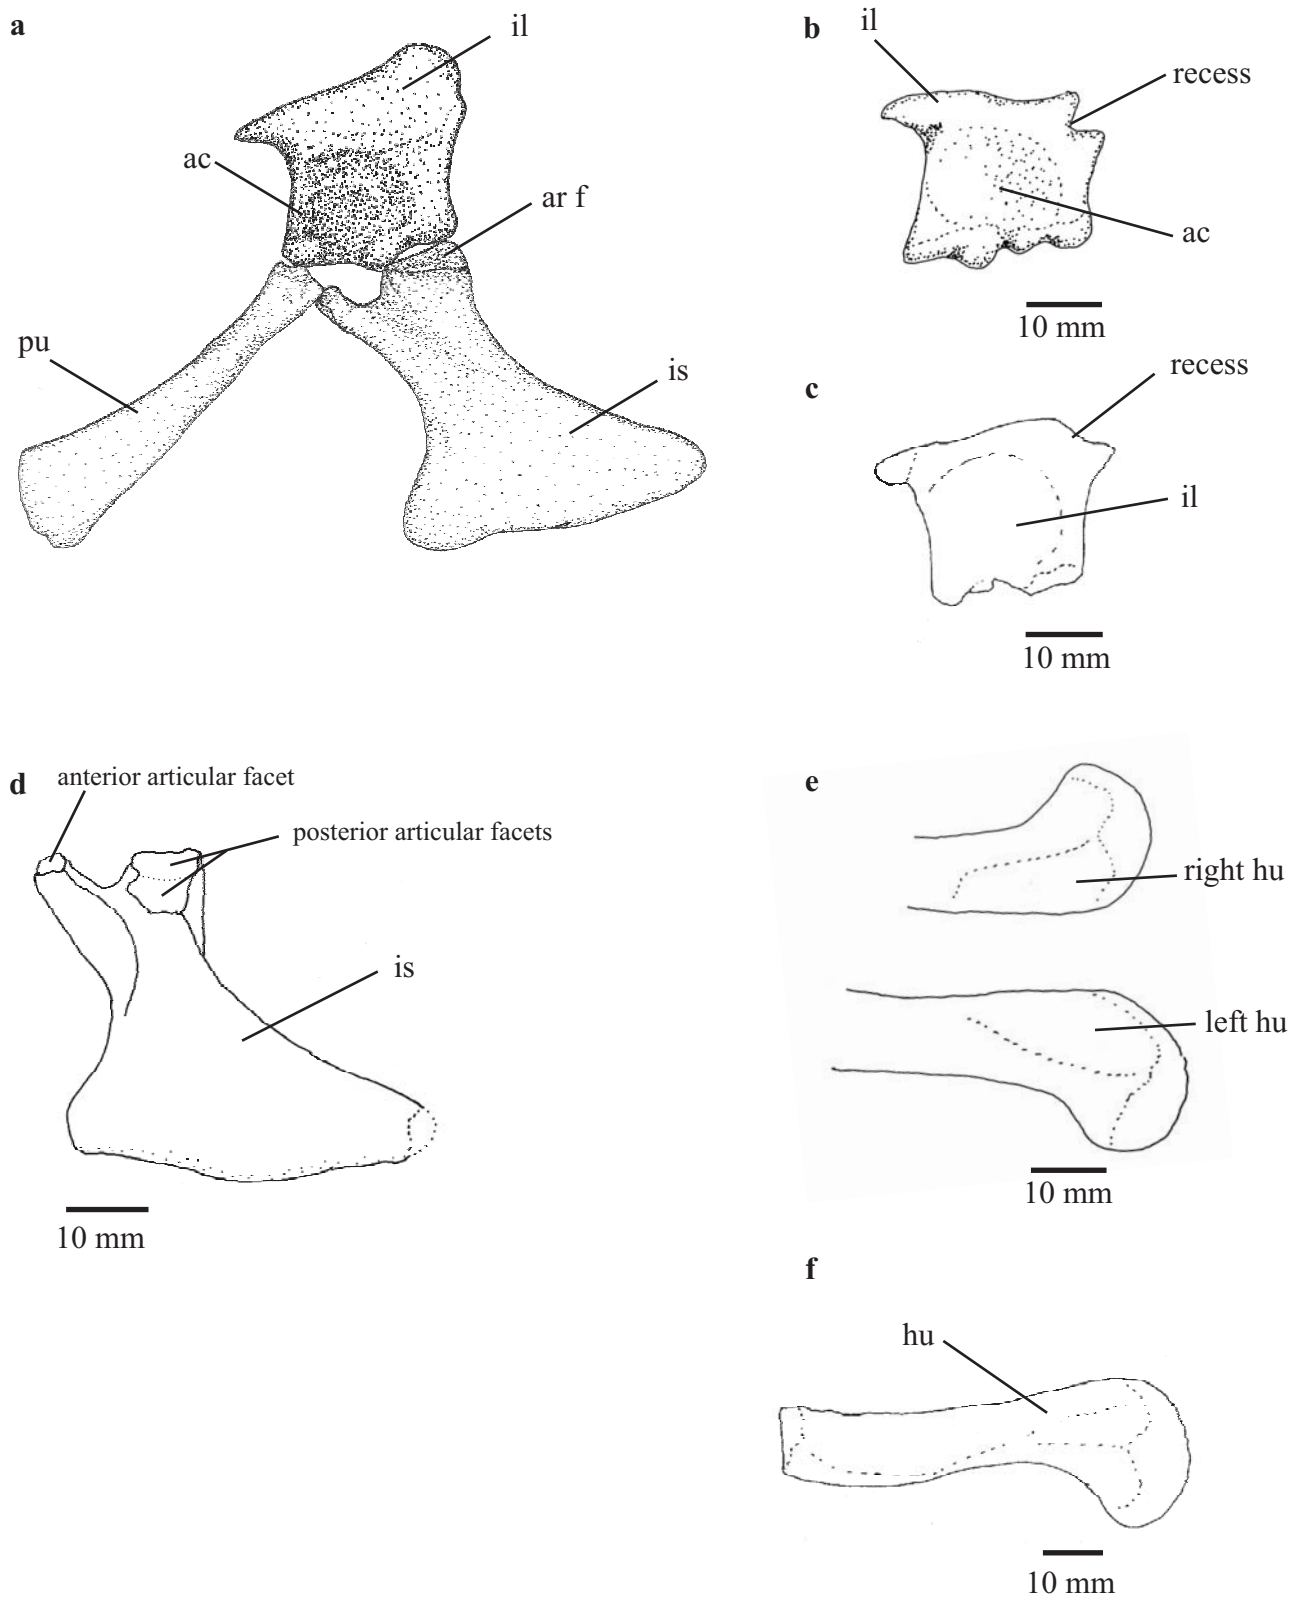 a
il
ac
ar f
pu
is
b
il
recess
ac
10 mm
c
recess
il
10 mm
d
anterior articular facet
posterior articular facets
is
10 mm
e
right hu
left hu
10 mm
f
hu
10 mm